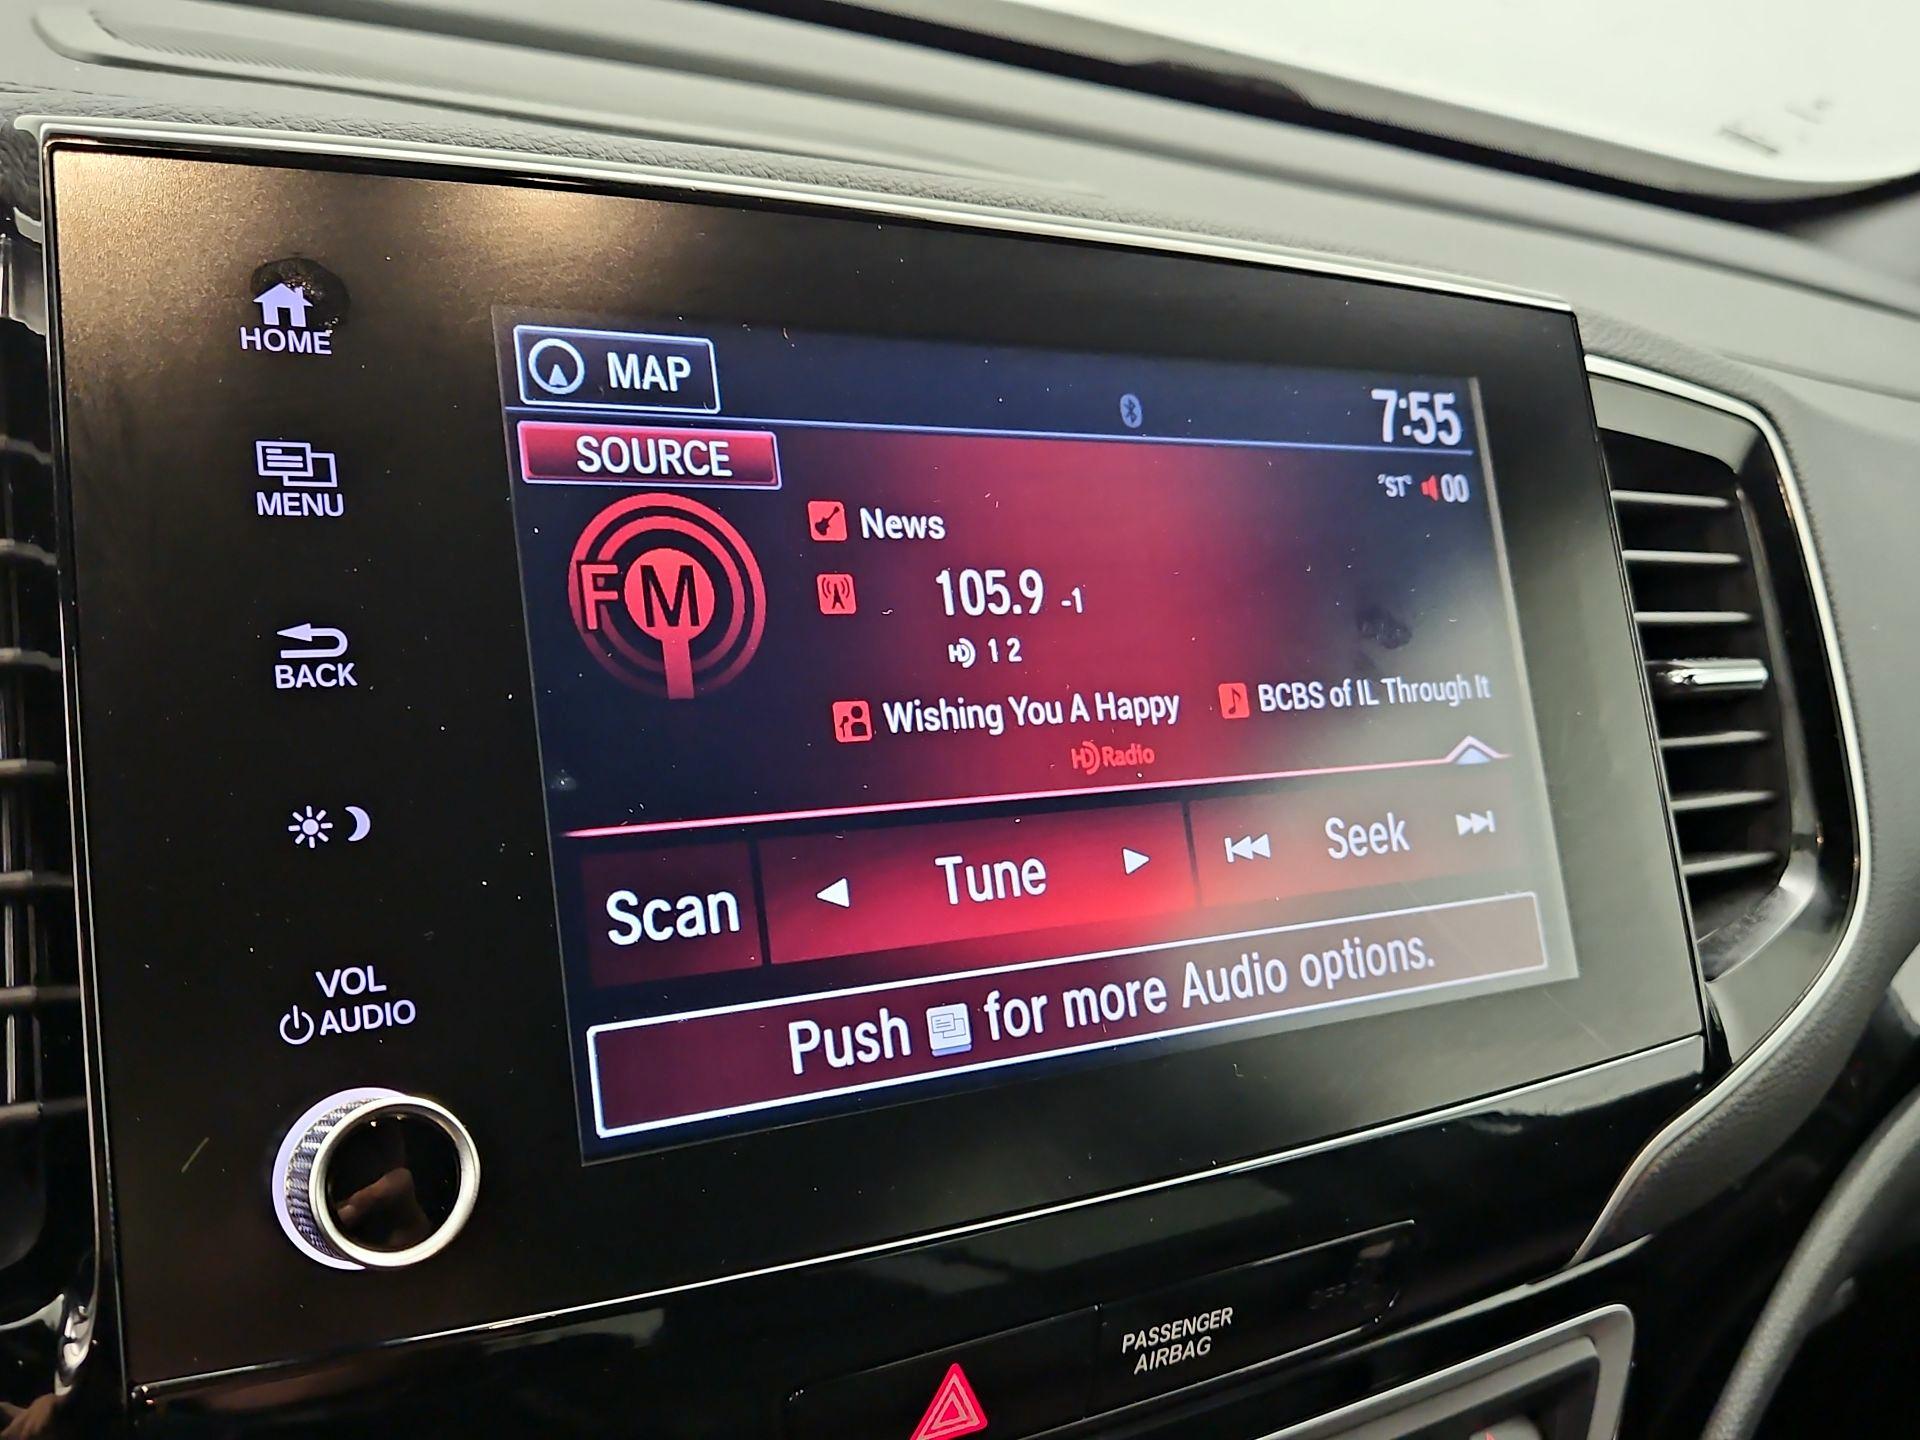 HOME
MENU
BACK
VOL
AUDIO
MAP
7:55
SOURCE
"ST" 00
FM
News
105.9 -1
HD 1 2
Wishing You A Happy
BCBS of IL Through It
HD Radio
Scan
Tune
Seek
Push for more Audio options.
PASSENGER
AIRBAG
OFF